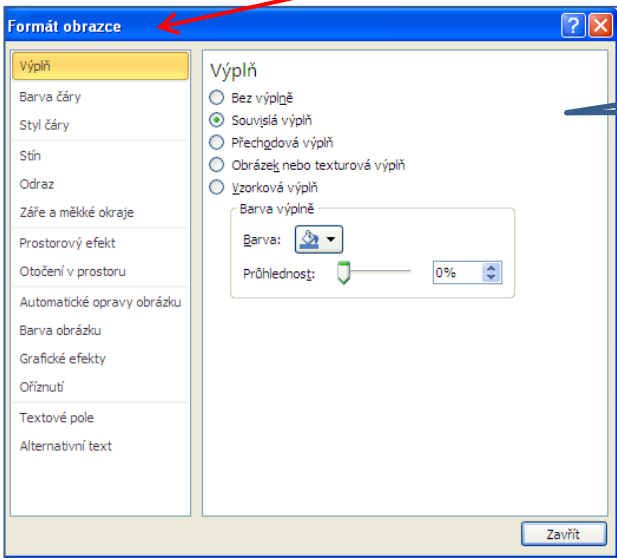 Formát obrazce
Výplň
Barva čáry
Styl čáry
Stín
Odraz
Záře a měkké okraje
Prostorový efekt
Otočení v prostoru
Automatické opravy obrázku
Barva obrázku
Grafické efekty
Oříznutí
Textové pole
Alternativní text
Výplň
Bez výplně
Souvislá výplň
Přechodová výplň
Obrázek nebo texturová výplň
Vzorková výplň
Barva výplně
Barva:
Průhlednost: 0%
Zavřít